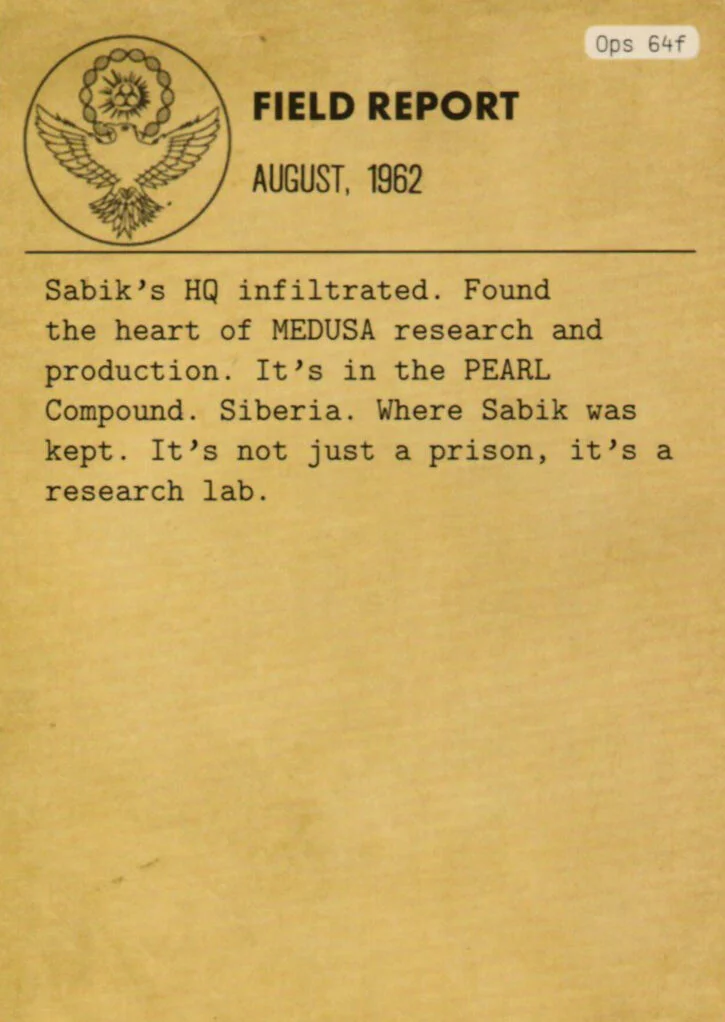 Ops 64f
FIELD REPORT
AUGUST, 1962
Sabik’s HQ infiltrated. Found
the heart of MEDUSA research and
production. It’s in the PEARL
Compound. Siberia. Where Sabik was
kept. It’s not just a prison, it’s a
research lab.